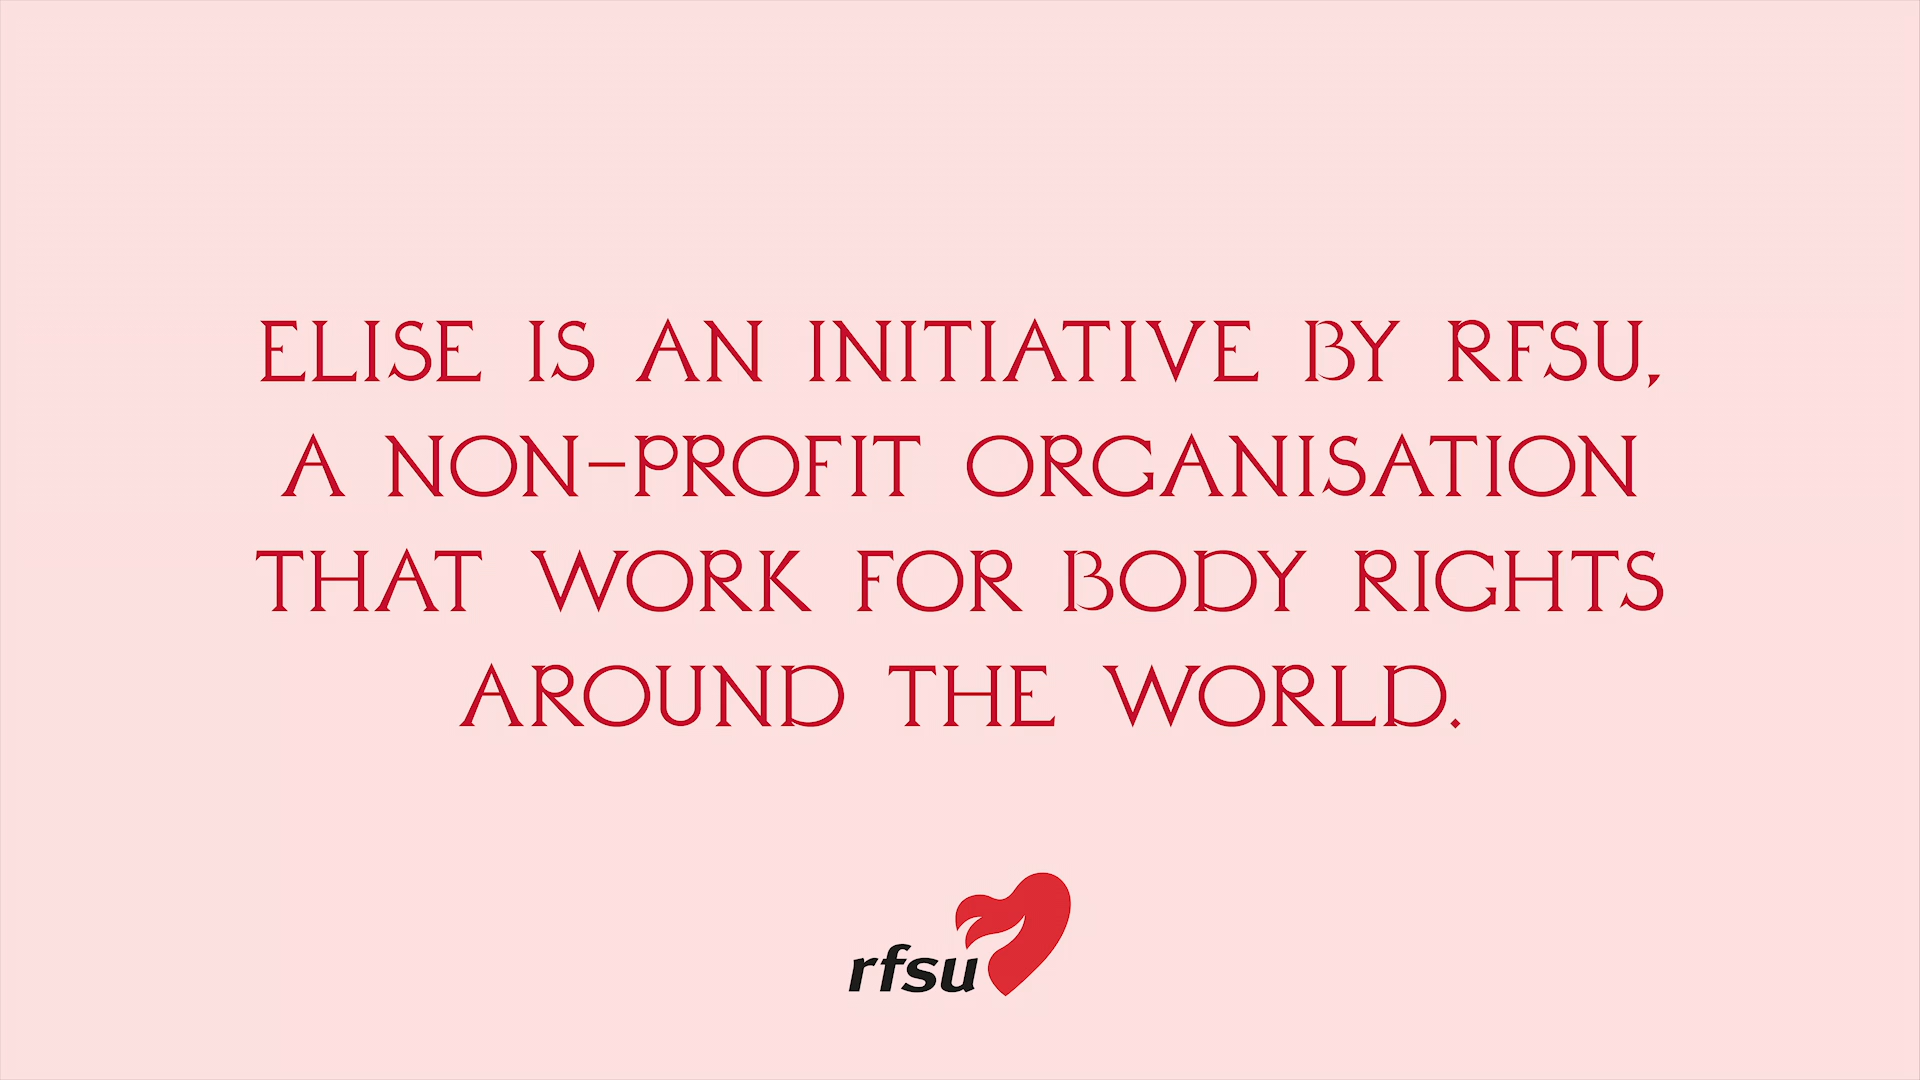 ELISE IS AN INITIATIVE BY RFSU,
A NON-PROFIT ORGANISATION
THAT WORK FOR BODY RIGHTS
AROUND THE WORLD.
rfsu